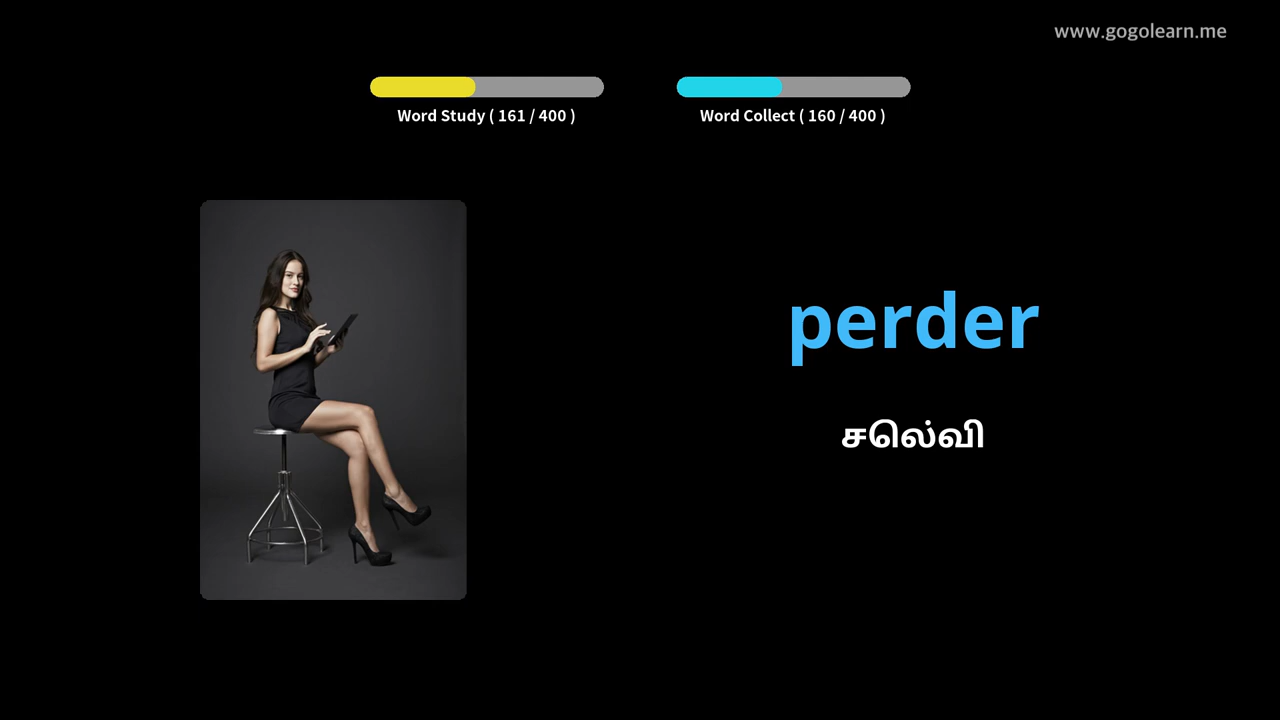 www.gogolearn.me
Word Study ( 161 / 400 )
Word Collect ( 160 / 400 )
perder
சலெ்வி